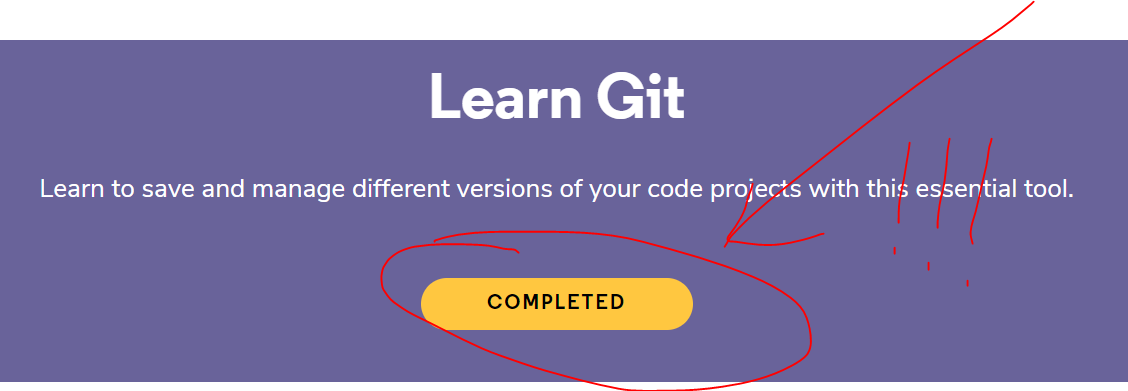 Learn Git
Learn to save and manage different versions of your code projects with this essential tool.
COMPLETED
!!!